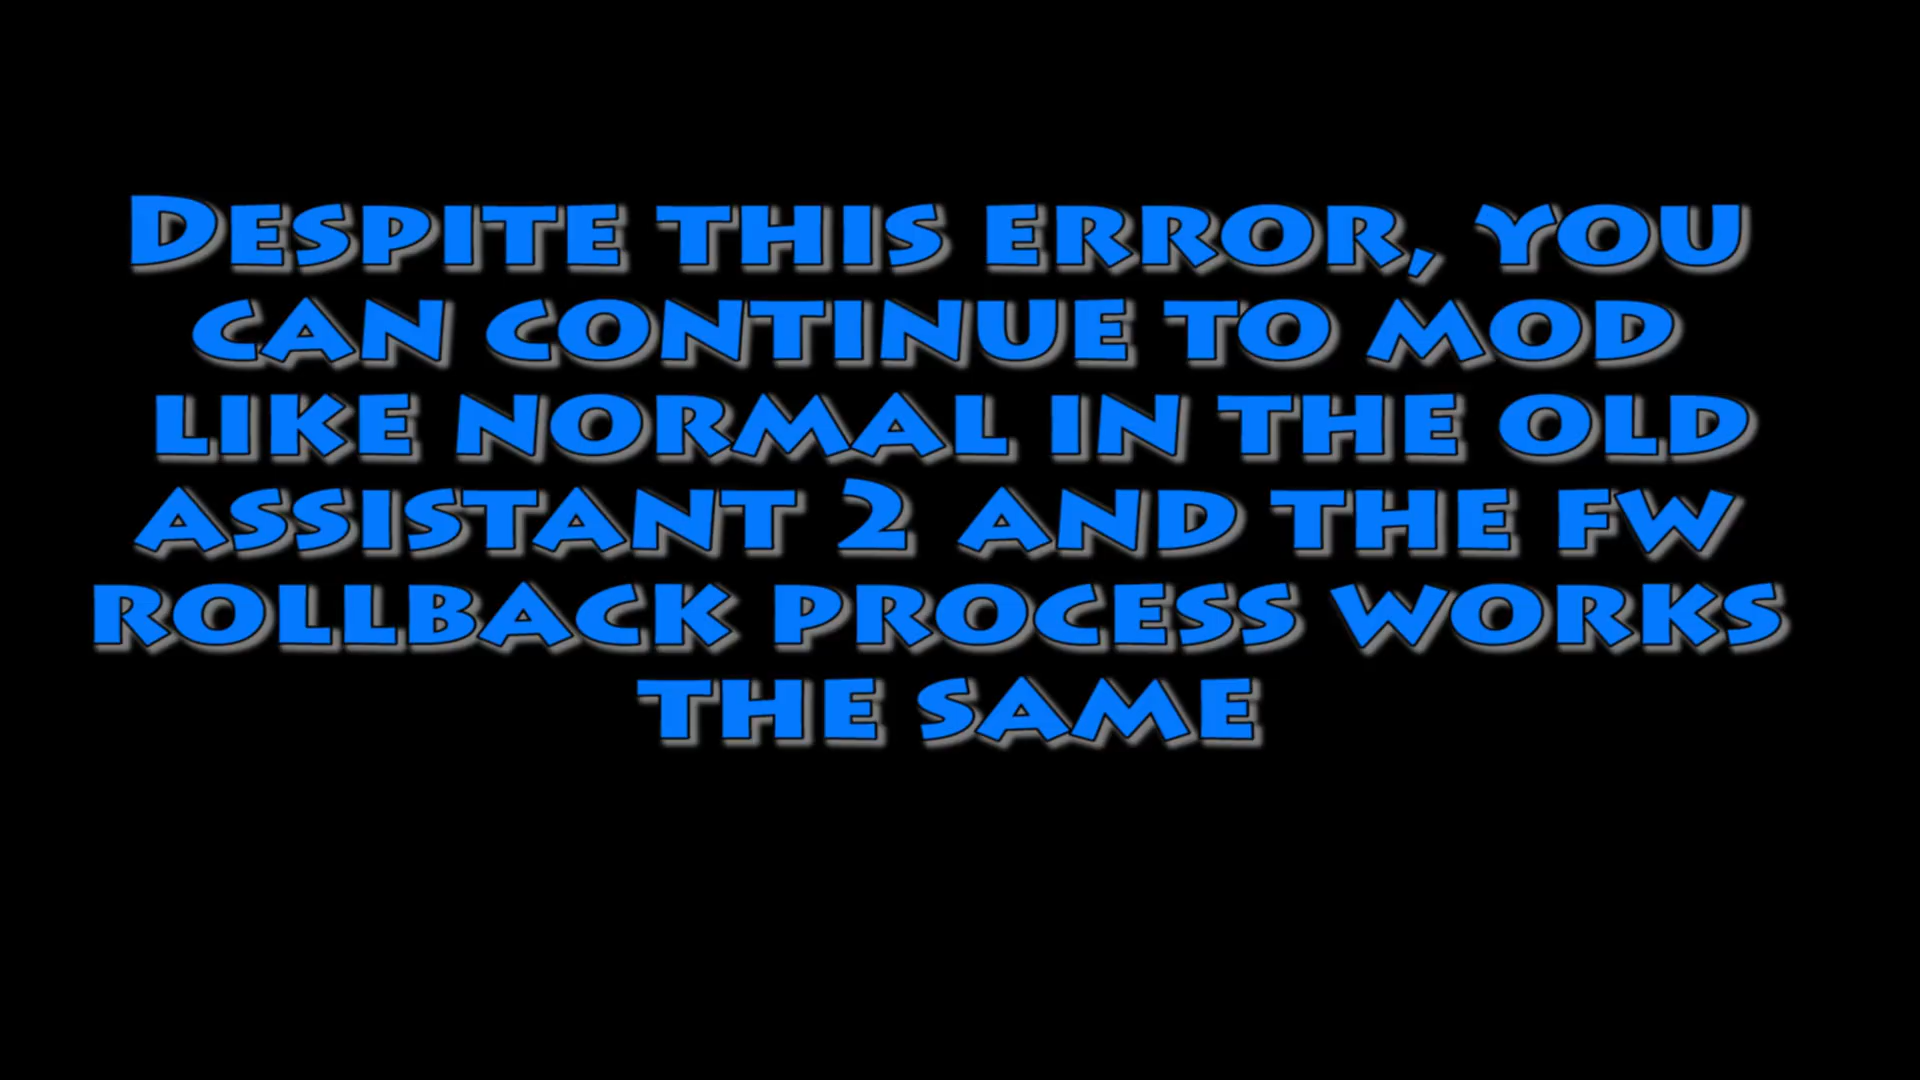 Despite this error, you
can continue to mod
like normal in the old
assistant 2 and the fw
rollback process works
the same